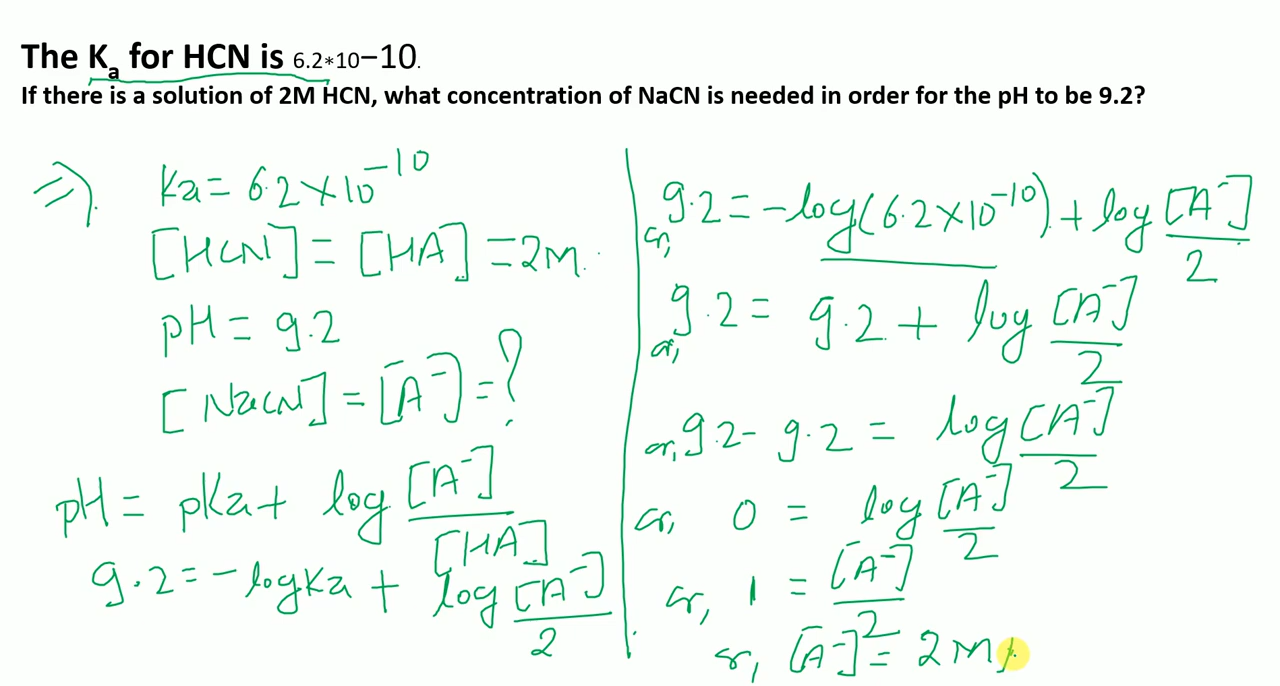 The Ka for HCN is 6.2*10−10.
If there is a solution of 2M HCN, what concentration of NaCN is needed in order for the pH to be 9.2?
⇒). Ka = 6.2 × 10^-10
[HCN] = [HA] = 2M.
pH = 9.2
[NaCN] = [A^-] = ?
pH = pKa + log [A^-]/[HA]
9.2 = -log Ka + log [A^-]/2
or, 9.2 = -log(6.2×10^-10) + log [A^-]/2
or, 9.2 = 9.2 + log [A^-]/2
or, 9.2 - 9.2 = log [A^-]/2
or, 0 = log [A^-]/2
or, 1 = [A^-]/2
or, [A^-] = 2M